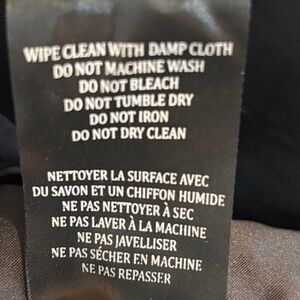 WIPE CLEAN WITH DAMP CLOTH
DO NOT MACHINE WASH
DO NOT BLEACH
DO NOT TUMBLE DRY
DO NOT IRON
DO NOT DRY CLEAN
NETTOYER LA SURFACE AVEC
DU SAVON ET UN CHIFFON HUMIDE
NE PAS NETTOYER À SEC
NE PAS LAVER À LA MACHINE
NE PAS JAVELLISER
NE PAS SÉCHER EN MACHINE
NE PAS REPASSER